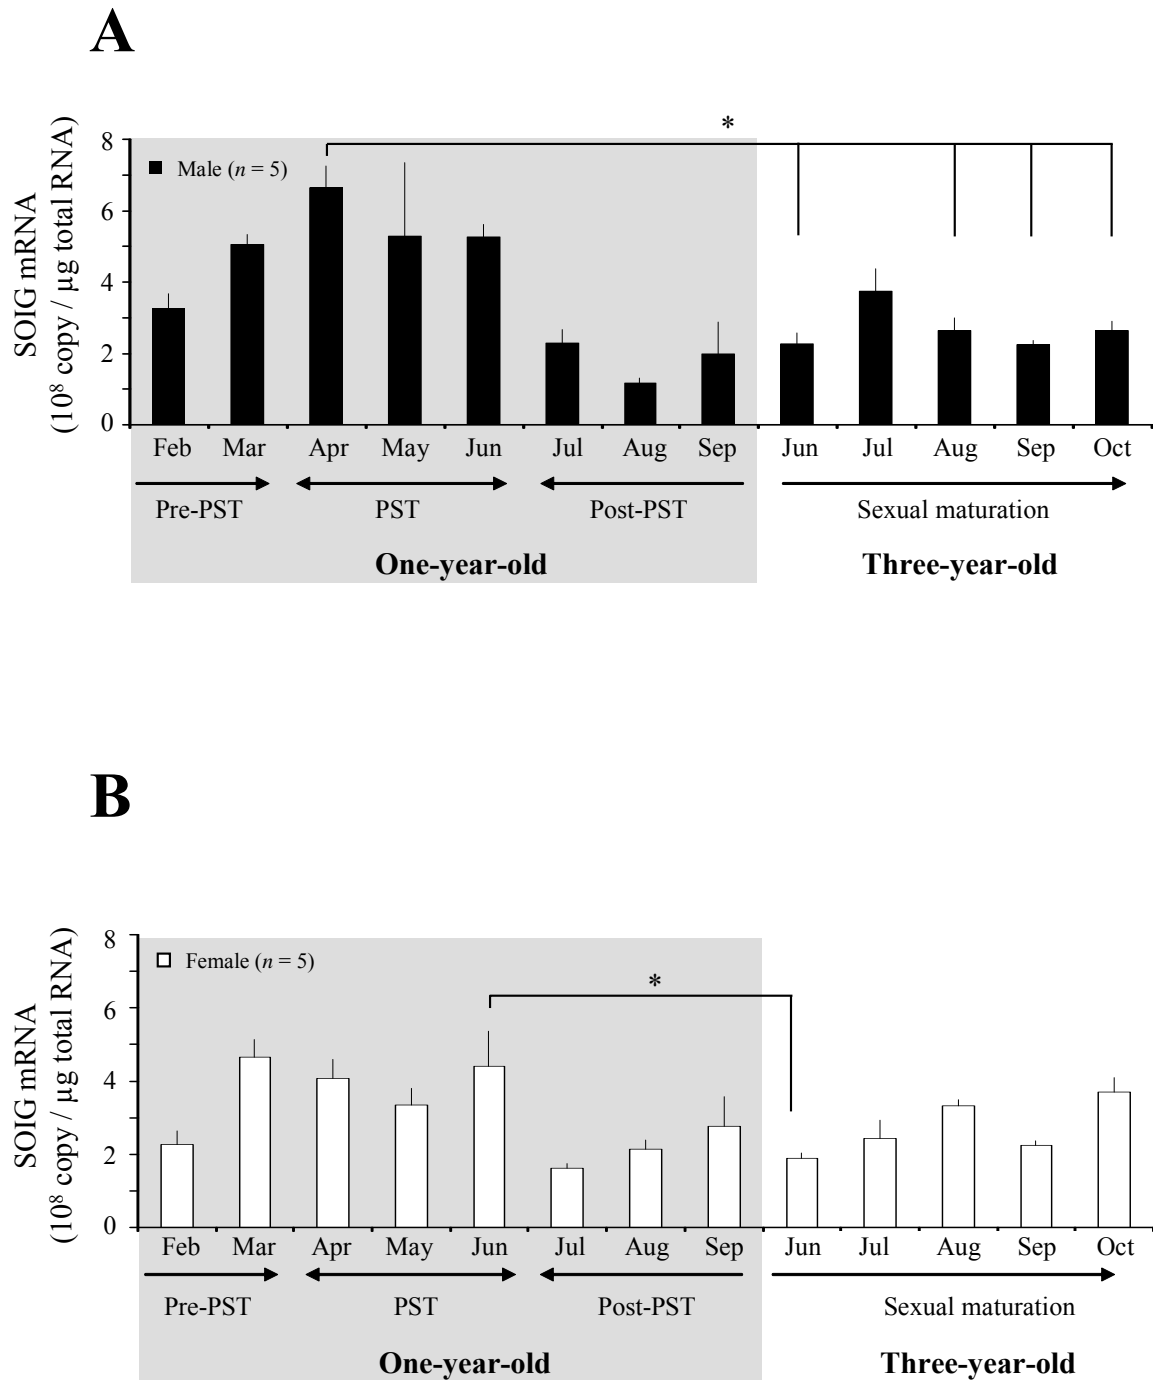 A
*
8
6
4
2
0
SOIG mRNA
(10⁸ copy / µg total RNA)
Male (n = 5)
Feb Mar Apr May Jun Jul Aug Sep Jun Jul Aug Sep Oct
Pre-PST PST Post-PST Sexual maturation
One-year-old Three-year-old
B
*
8
6
4
2
0
SOIG mRNA
(10⁸ copy / µg total RNA)
Female (n = 5)
Feb Mar Apr May Jun Jul Aug Sep Jun Jul Aug Sep Oct
Pre-PST PST Post-PST Sexual maturation
One-year-old Three-year-old